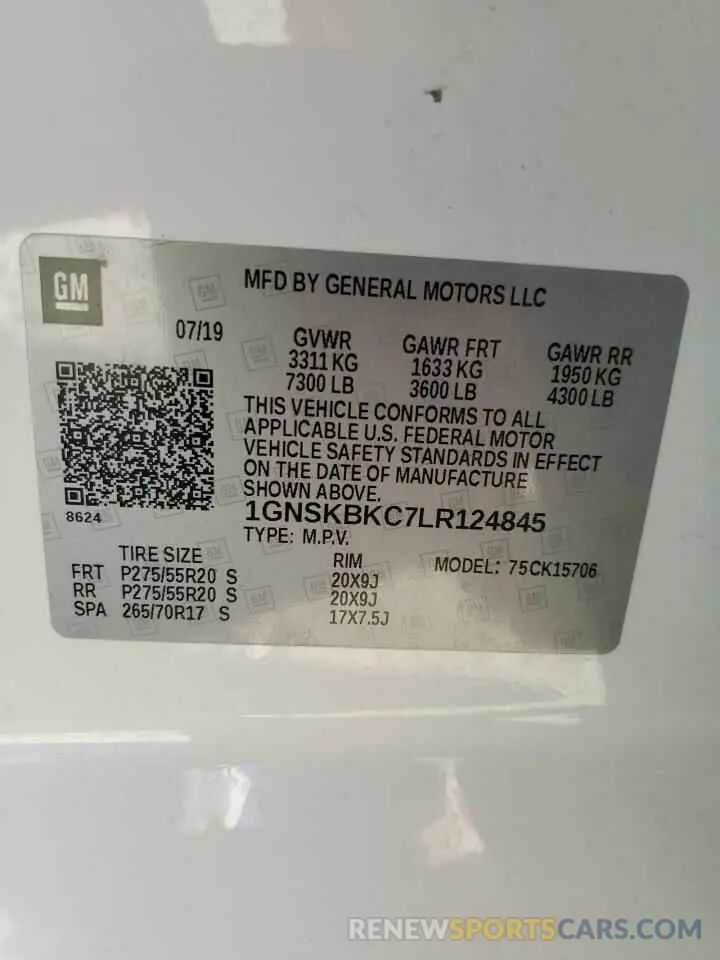 GM
MFD BY GENERAL MOTORS LLC
07/19
GVWR
3311 KG
7300 LB
GAWR FRT
1633 KG
3600 LB
GAWR RR
1950 KG
4300 LB
THIS VEHICLE CONFORMS TO ALL
APPLICABLE U.S. FEDERAL MOTOR
VEHICLE SAFETY STANDARDS IN EFFECT
ON THE DATE OF MANUFACTURE
SHOWN ABOVE.
8624
1GNSKBKC7LR124845
TYPE: M.P.V.
MODEL: 75CK15706
TIRE SIZE
RIM
FRT P275/55R20 S 20X9J
RR P275/55R20 S 20X9J
SPA 265/70R17 S 17X7.5J
RENEWSPORTSCARS.COM